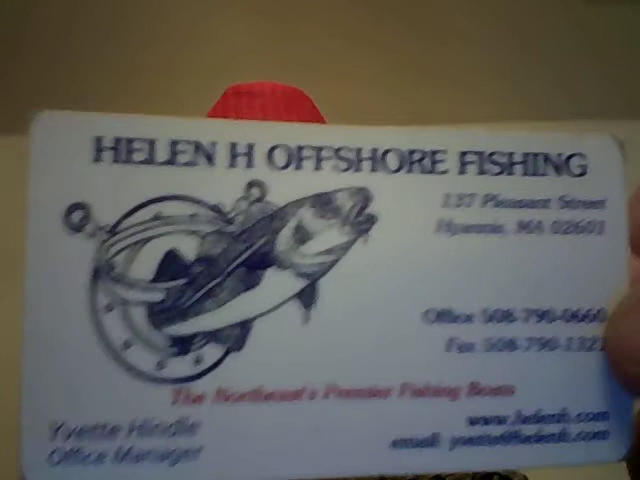 HELEN H OFFSHORE FISHING
137 Pleasant Street
Hyannis, MA 02601
Office 508-790-0660
Fax 508-790-1321
The Northeast's Premier Fishing Boats
Yvette Hindle
Office Manager
www.helenh.com
email: yvette@helenh.com